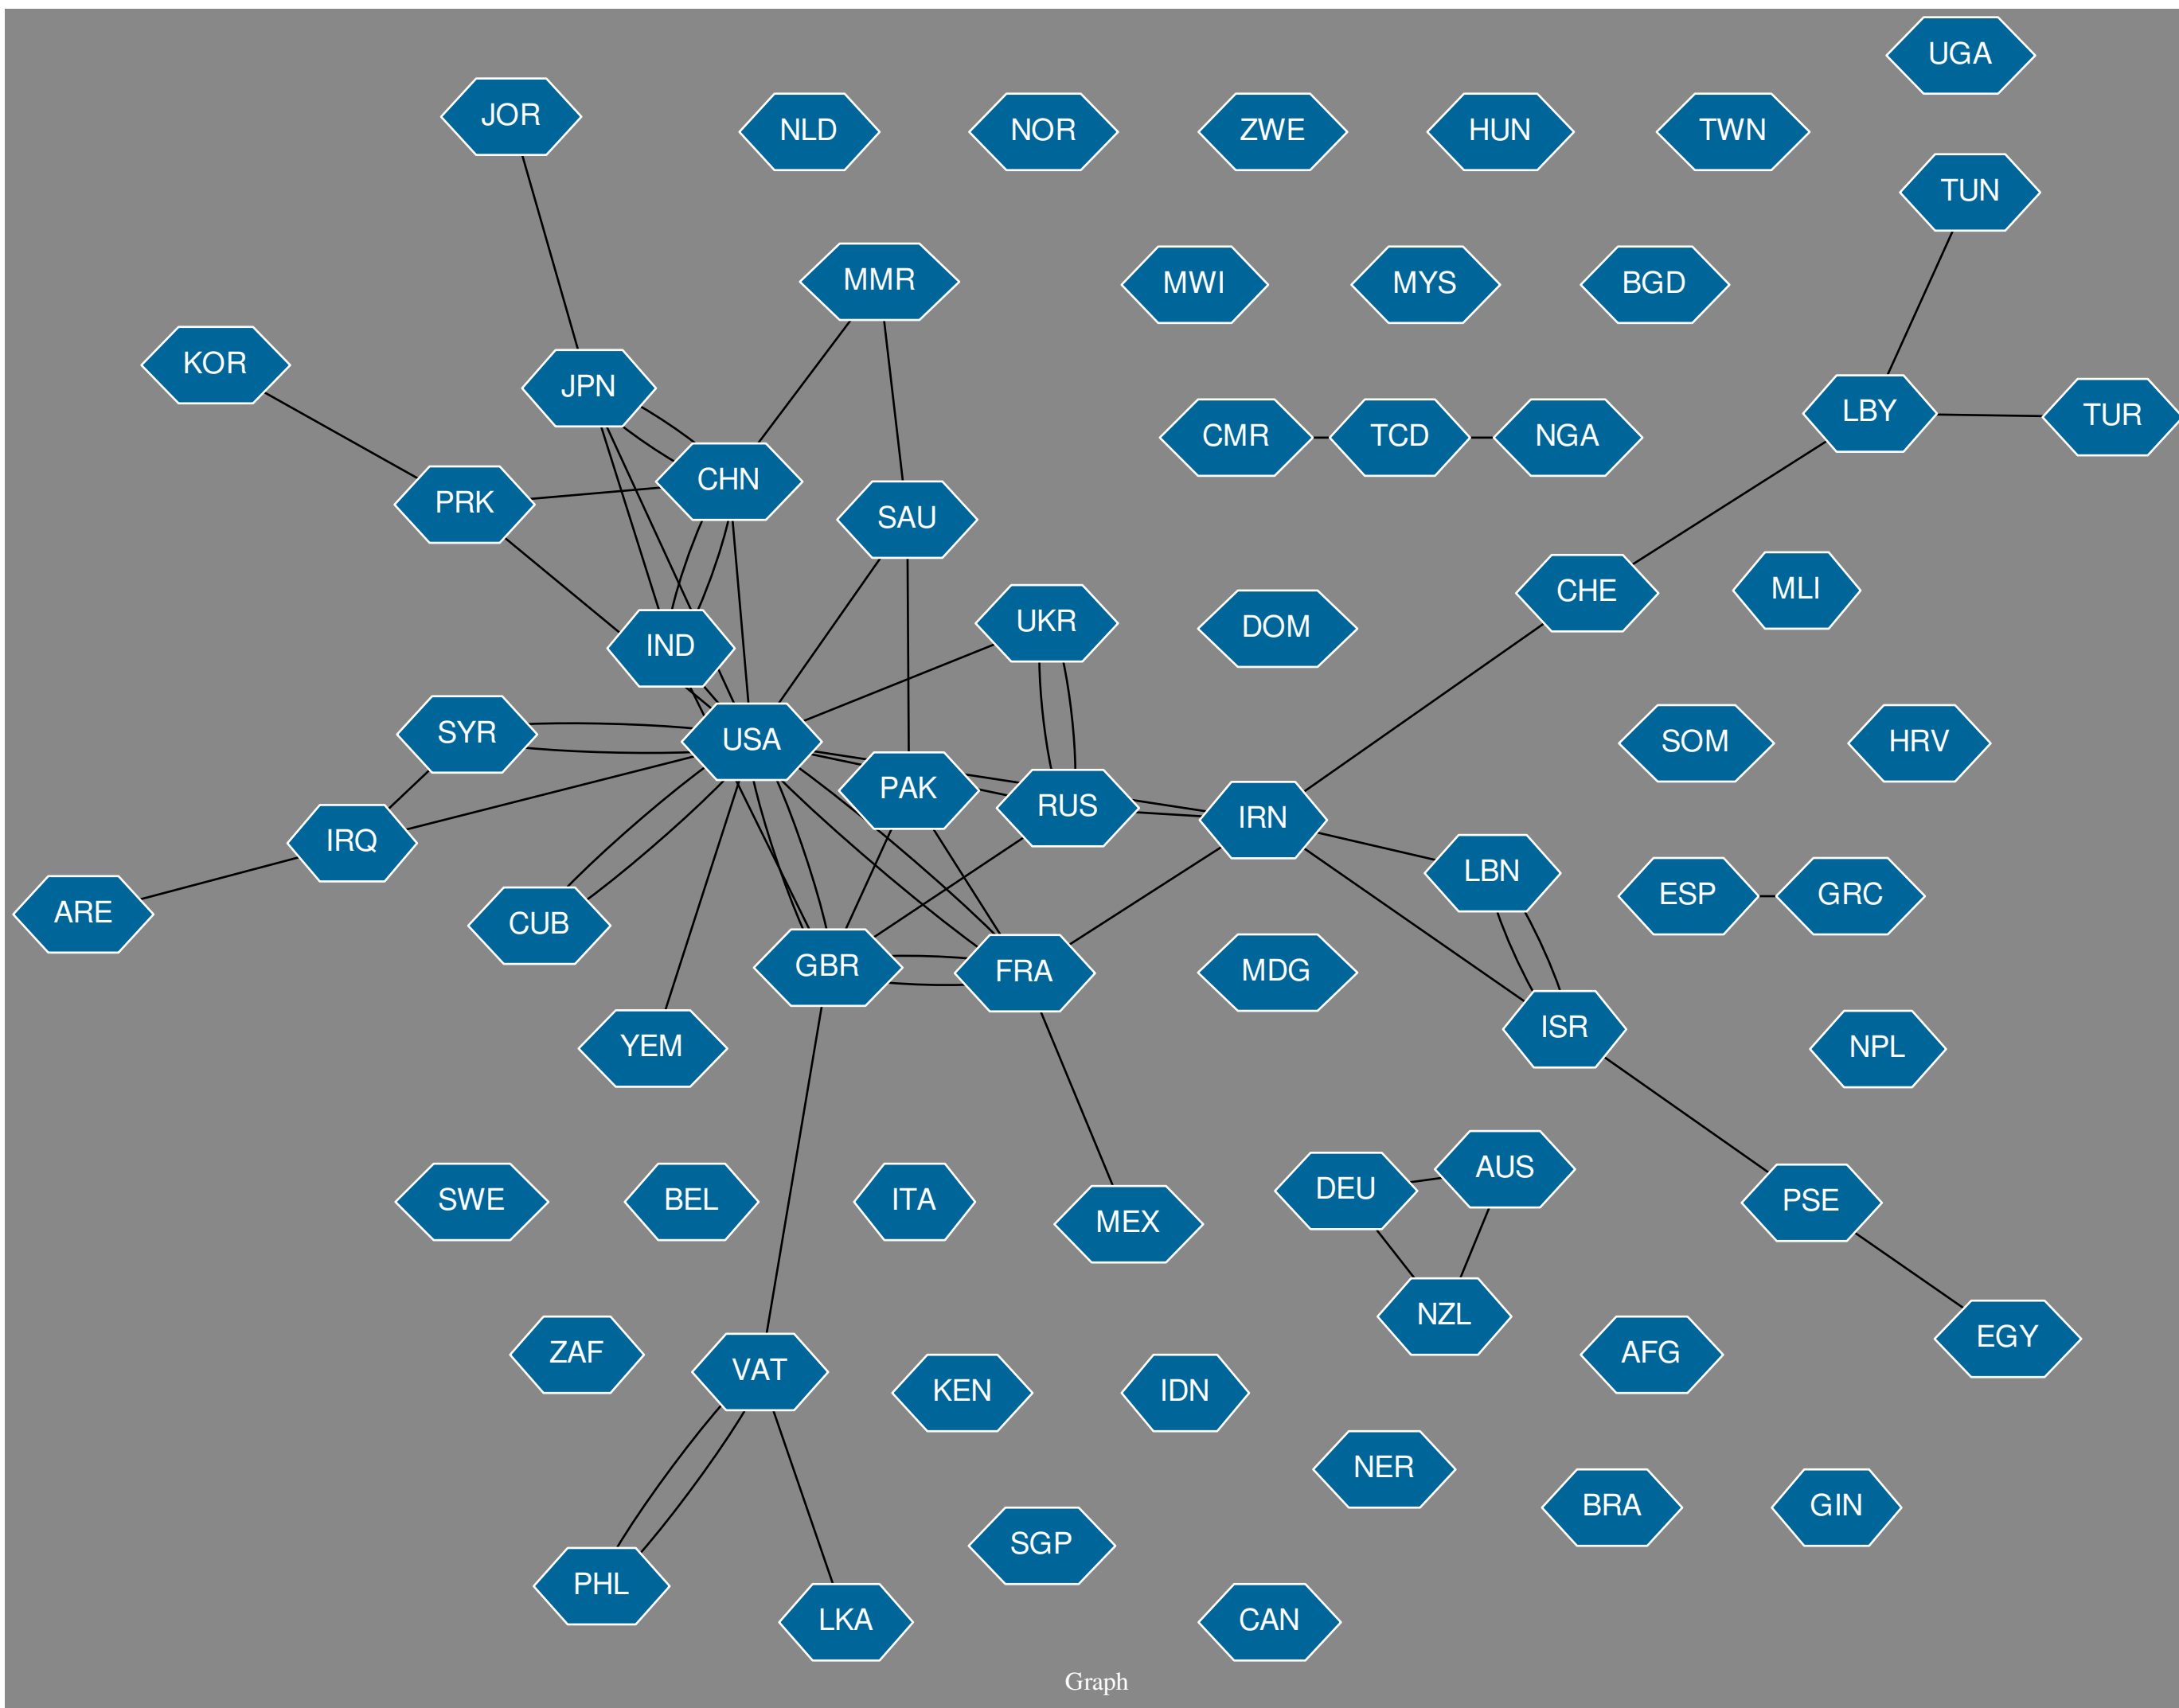 UGA
JOR
NLD
NOR
ZWE
HUN
TWN
TUN
MMR
MWI
MYS
BGD
KOR
JPN
LBY
TUR
CMR
TCD
NGA
CHN
PRK
SAU
CHE
MLI
UKR
DOM
IND
SYR
USA
SOM
HRV
PAK
RUS
IRN
IRQ
LBN
ESP
GRC
ARE
CUB
GBR
FRA
MDG
ISR
YEM
NPL
AUS
DEU
SWE
BEL
ITA
MEX
PSE
NZL
EGY
ZAF
AFG
VAT
KEN
IDN
NER
BRA
GIN
SGP
PHL
LKA
CAN
Graph